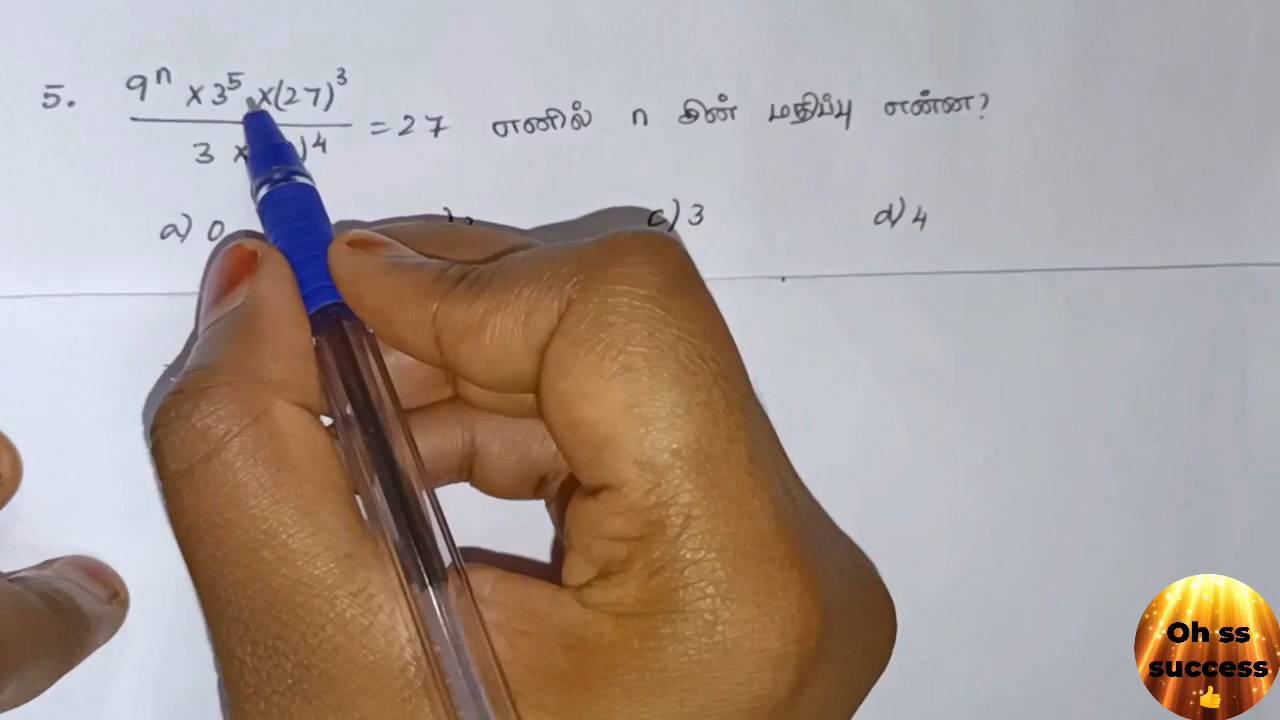 5. 9ⁿ × 3⁵ × (27)³
3 × )⁴ = 27 எனில் n இன் மதிப்பு என்ன?
a) 0 c) 3 d) 4
Oh ss
success